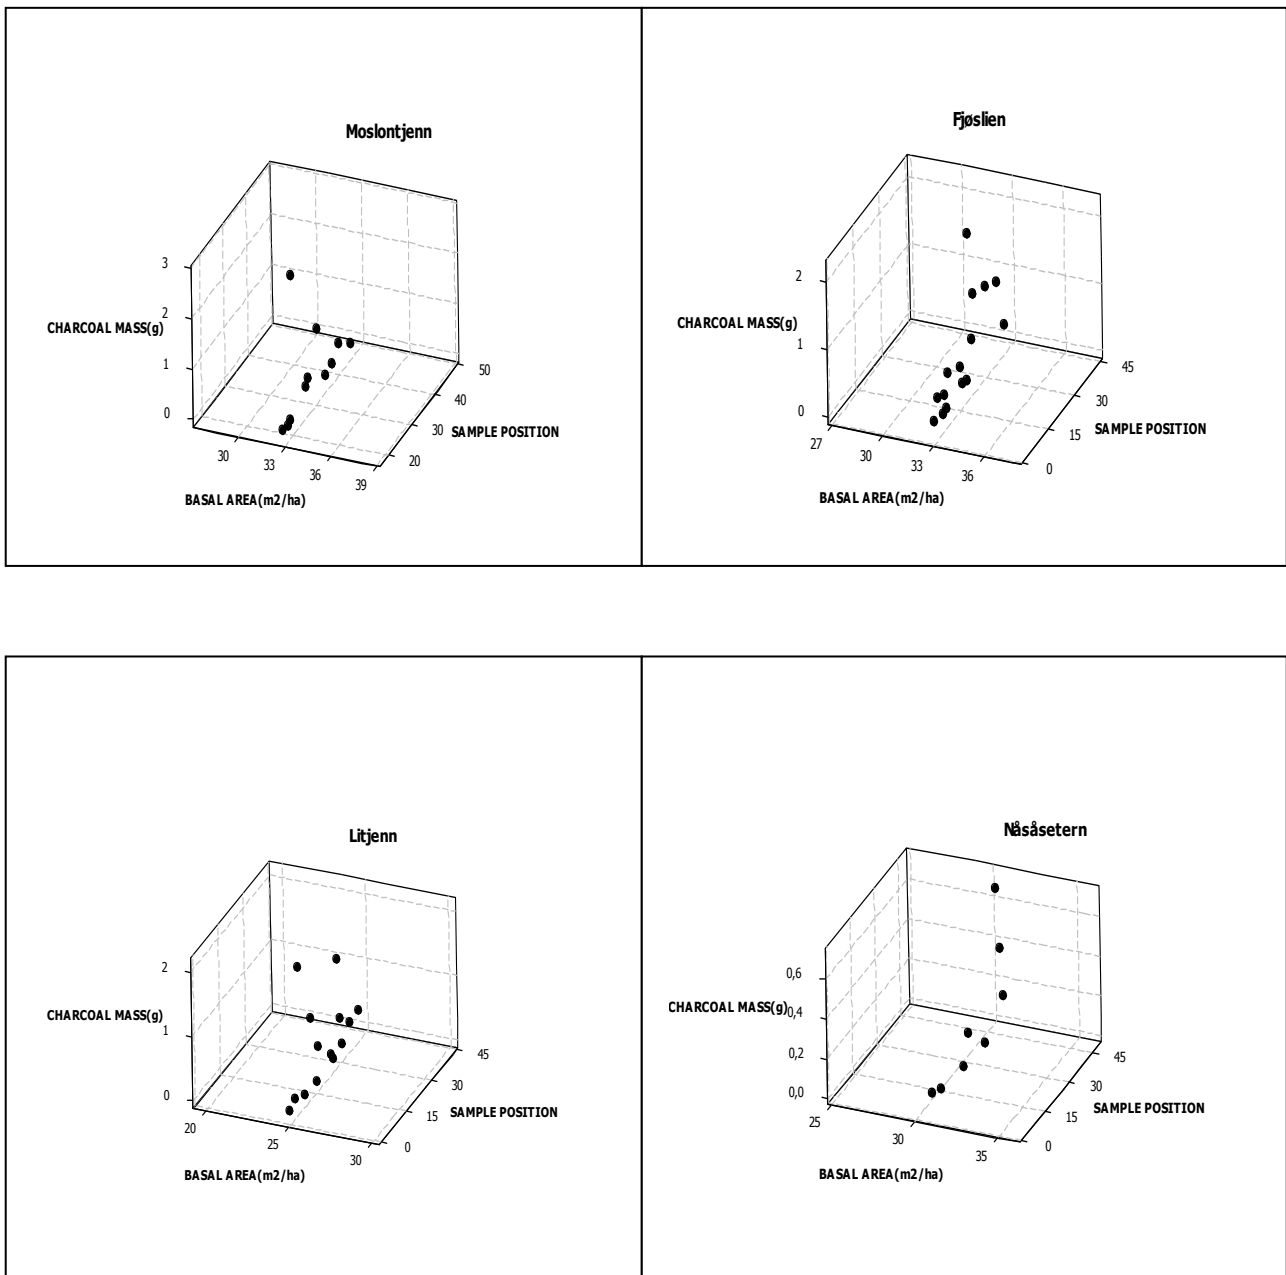 Moslontjenn
3
2
CHARCOAL MASS(g)
1
0
50
40
30 SAMPLE POSITION
20
30
33
36
39
BASAL AREA(m2/ha)
Fjøslien
2
CHARCOAL MASS(g)
1
0
45
30
15 SAMPLE POSITION
0
27
30
33
36
BASAL AREA(m2/ha)
Litjenn
2
CHARCOAL MASS(g)
1
0
45
30
15 SAMPLE POSITION
0
20
25
30
BASAL AREA(m2/ha)
Nåsåsetern
0,6
CHARCOAL MASS(g)
0,4
0,2
0,0
45
30
15 SAMPLE POSITION
0
25
30
35
BASAL AREA(m2/ha)